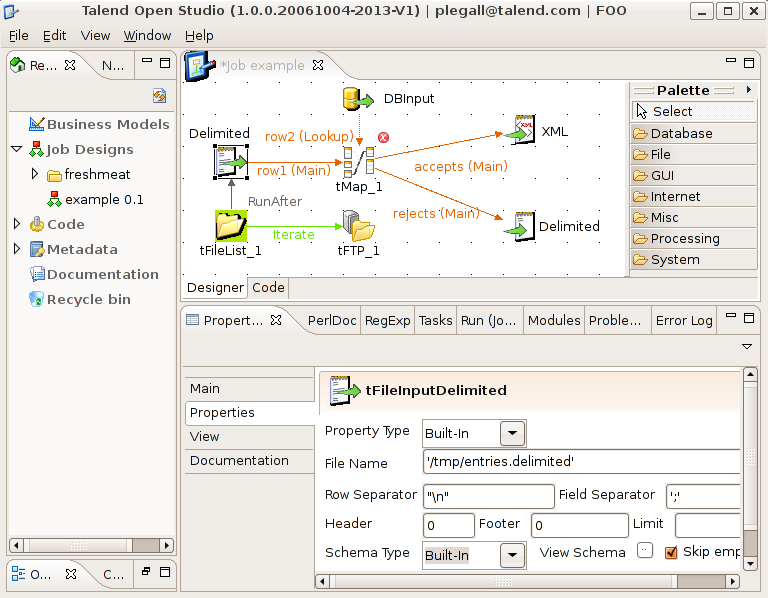 Talend Open Studio (1.0.0.20061004-2013-V1) | plegall@talend.com | FOO
File Edit View Window Help
Re... N...
Business Models
Job Designs
freshmeat
example 0.1
Code
Metadata
Documentation
Recycle bin
O... C...
*Job example
DBInput
Delimited
row2 (Lookup)
XML
row1 (Main)
accepts (Main)
tMap_1
RunAfter
rejects (Main)
Iterate
Delimited
tFileList_1
tFTP_1
Palette
Select
Database
File
GUI
Internet
Misc
Processing
System
Designer Code
Propert... PerlDoc RegExp Tasks Run (Jo... Modules Proble... Error Log
Main
Properties
View
Documentation
tFileInputDelimited
Property Type Built-In
File Name '/tmp/entries.delimited'
Row Separator "\n" Field Separator ';'
Header 0 Footer 0 Limit
Schema Type Built-In View Schema ... Skip emp